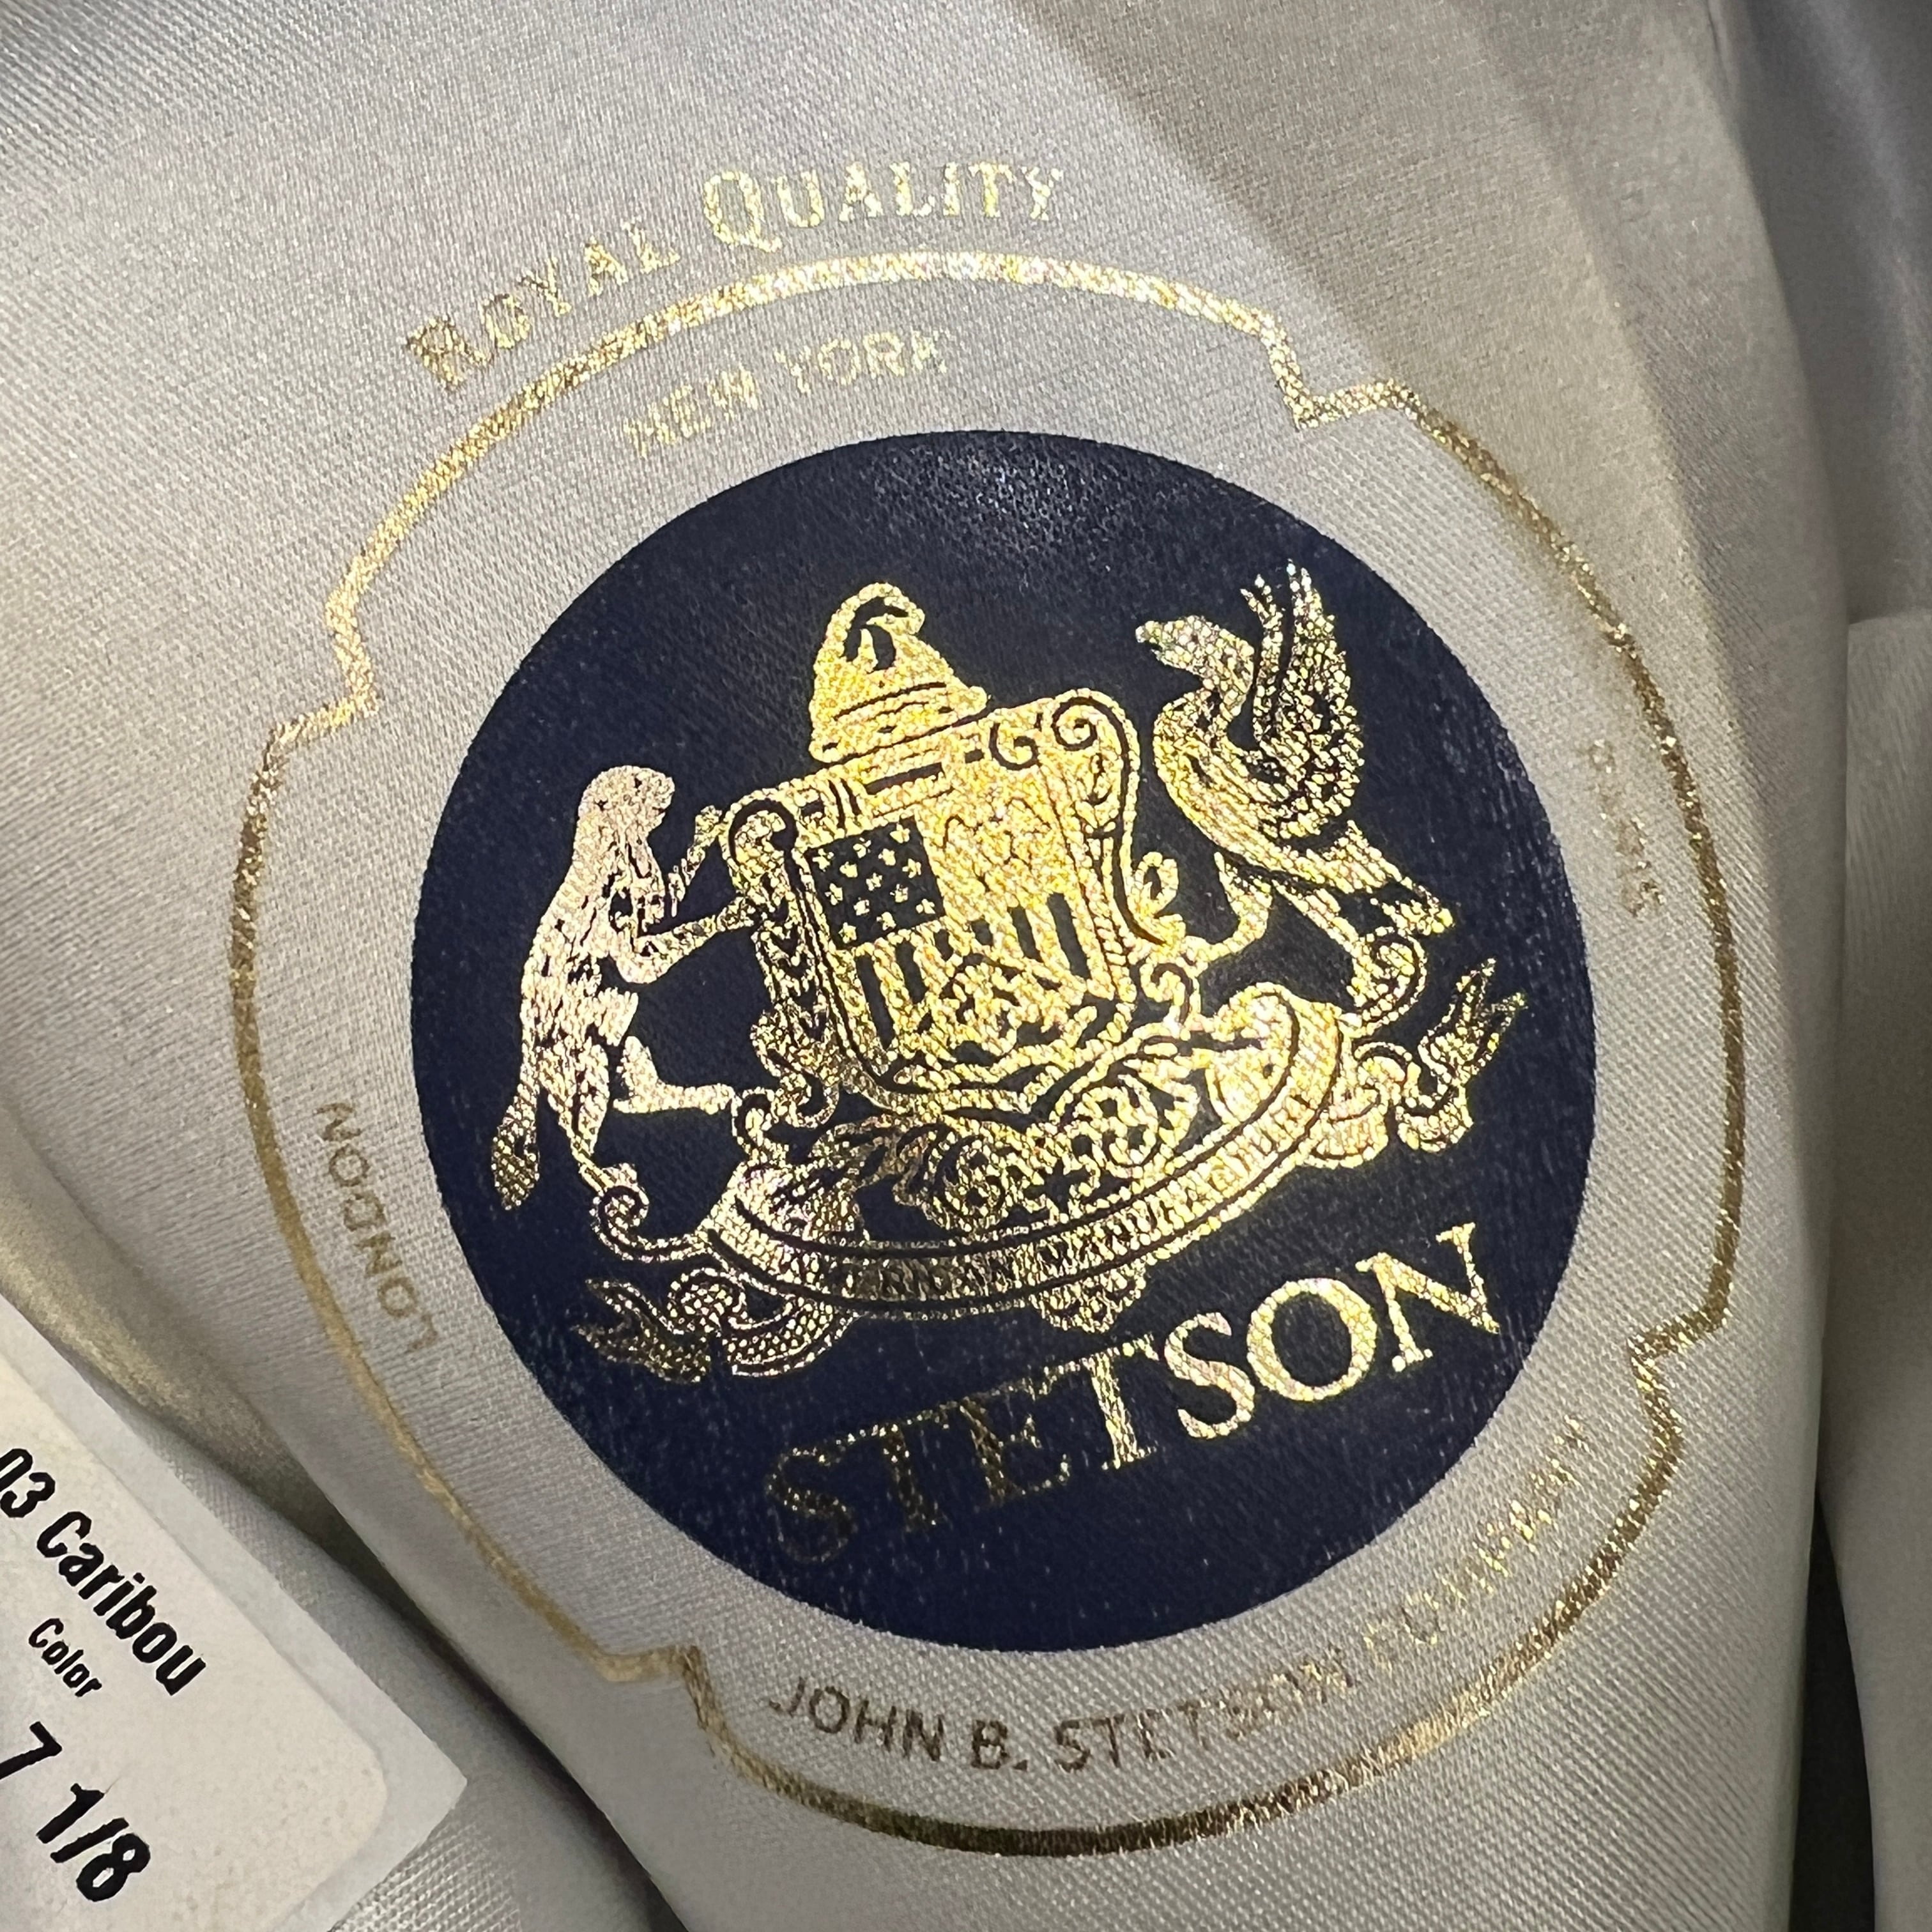 ROYAL QUALITY
NEW YORK
PARIS
LONDON
STETSON
JOHN B. STETSON COMPANY
03 Caribou
Color
7 1/8